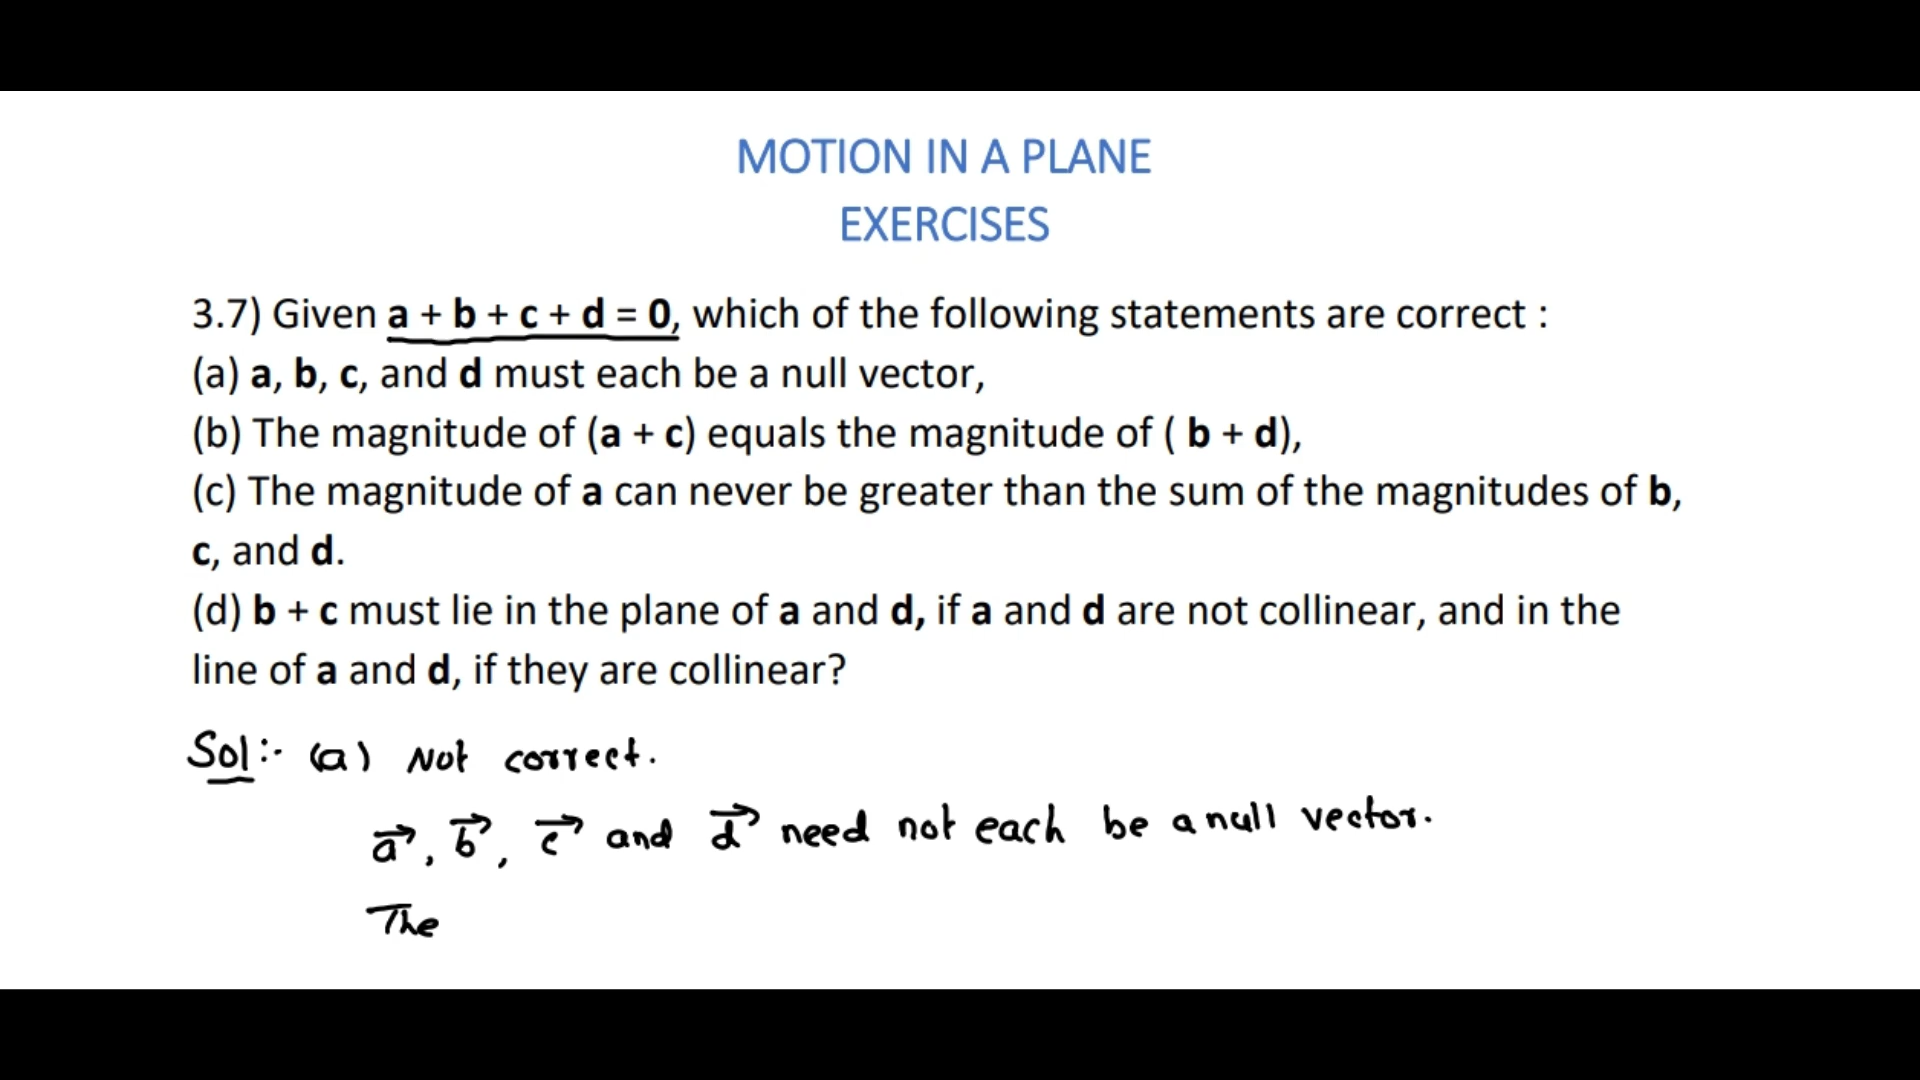 MOTION IN A PLANE
EXERCISES
3.7) Given a + b + c + d = 0, which of the following statements are correct :
(a) a, b, c, and d must each be a null vector,
(b) The magnitude of (a + c) equals the magnitude of ( b + d),
(c) The magnitude of a can never be greater than the sum of the magnitudes of b,
c, and d.
(d) b + c must lie in the plane of a and d, if a and d are not collinear, and in the
line of a and d, if they are collinear?
Sol:- (a) Not correct.
a⃗, b⃗, c⃗ and d⃗ need not each be a null vector.
The